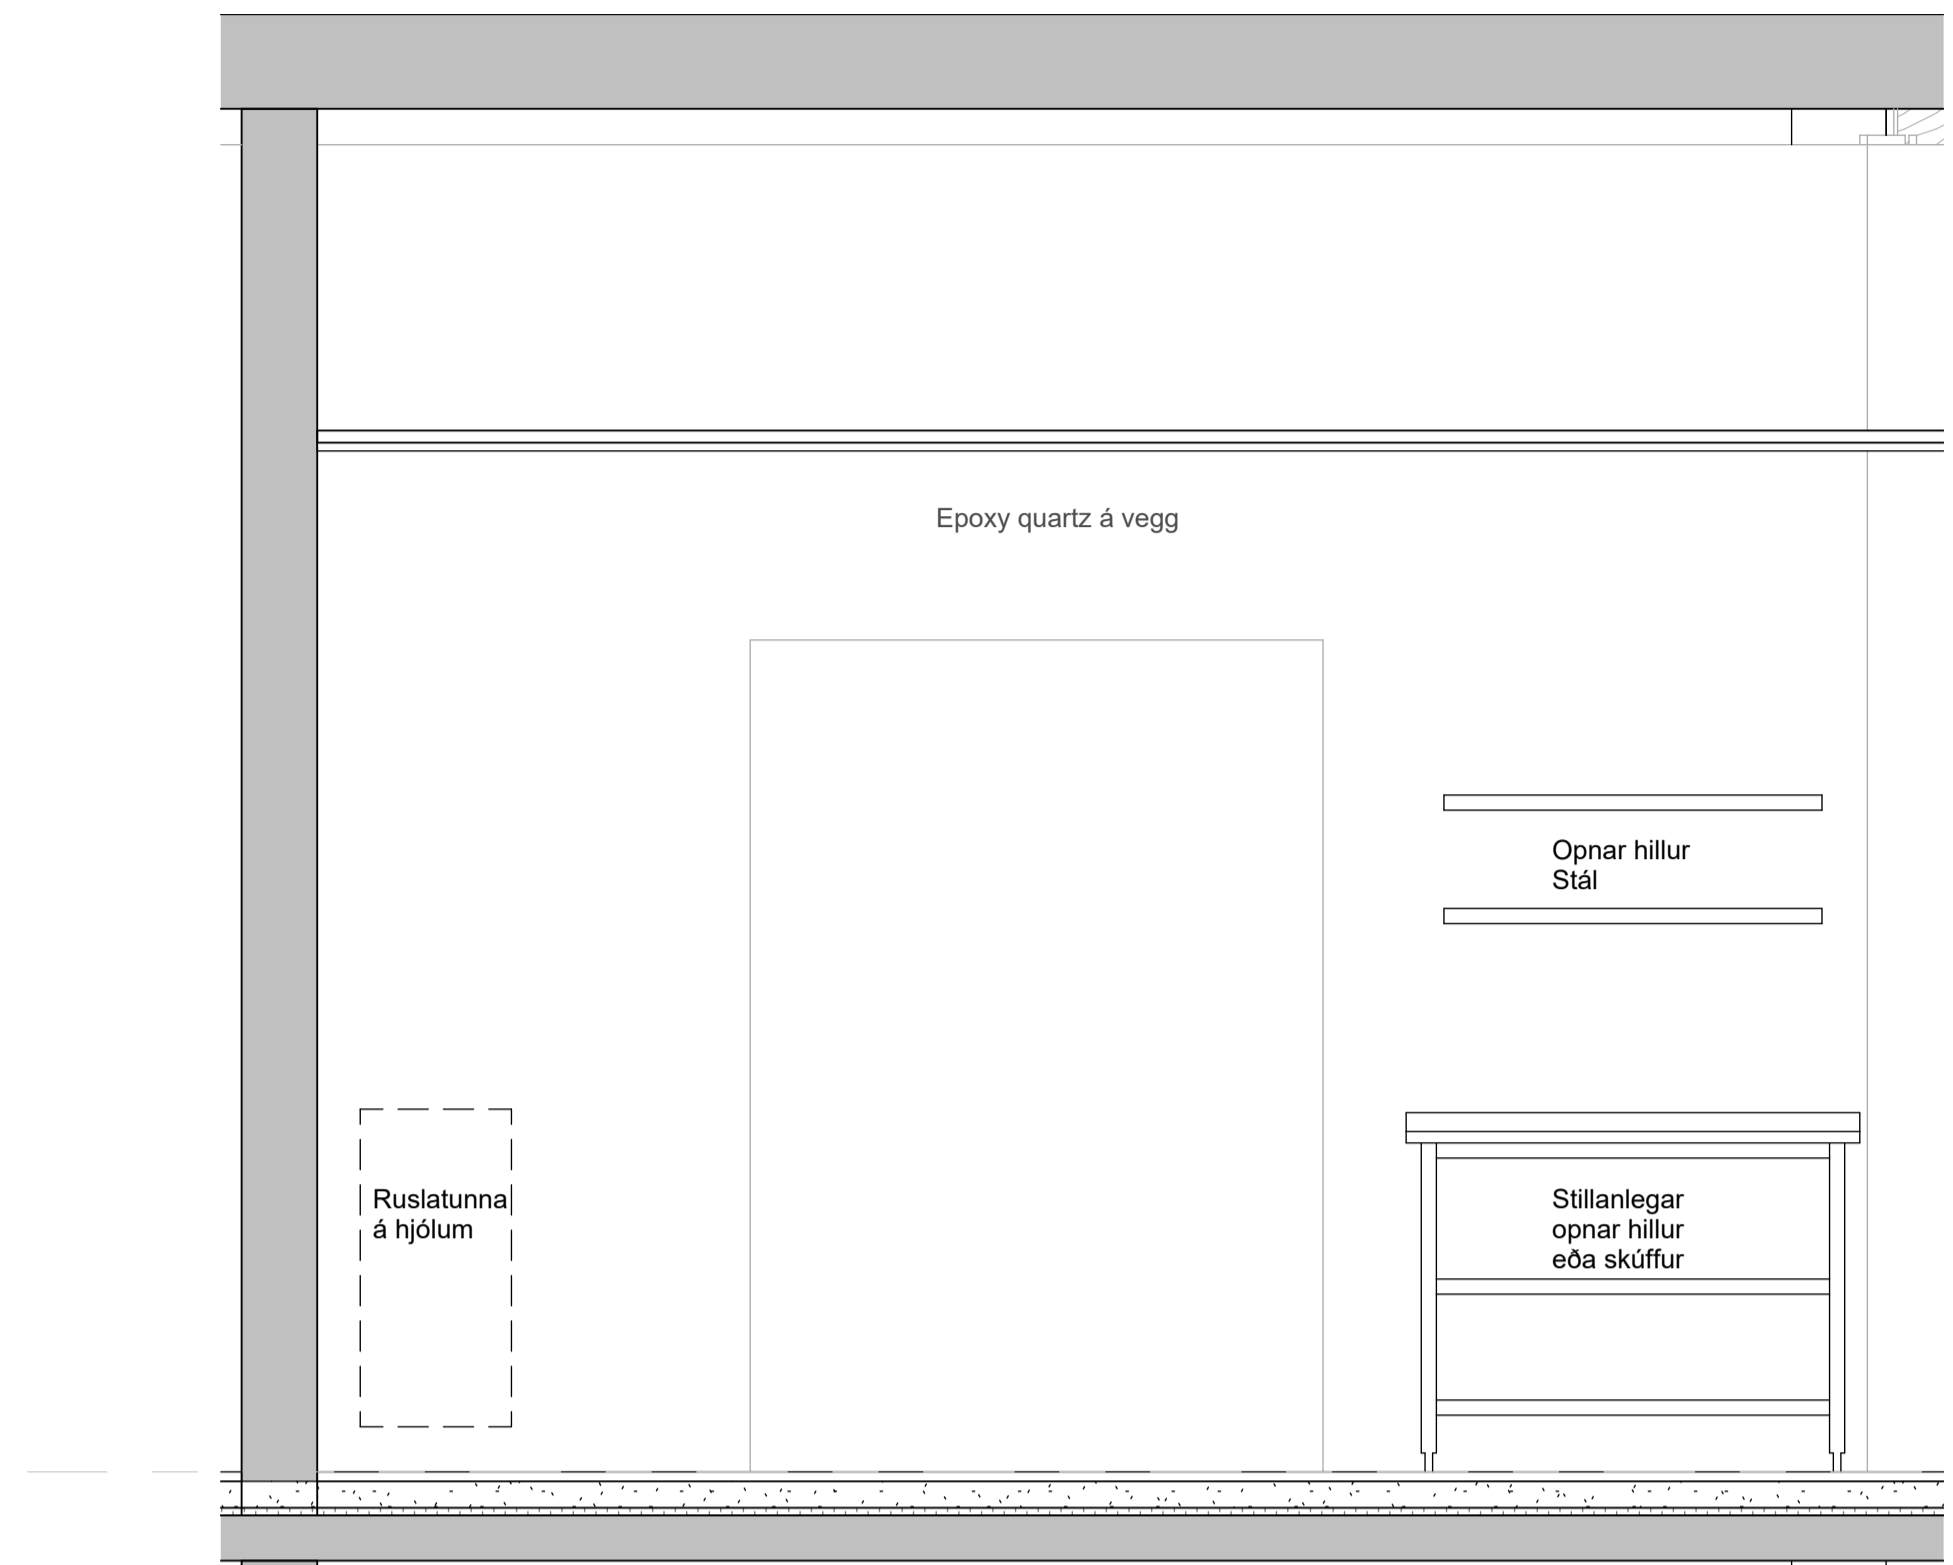 Epoxy quartz á vegg
Opnar hillur
Stál
Ruslatunna
á hjólum
Stillanlegar
opnar hillur
eða skúffur